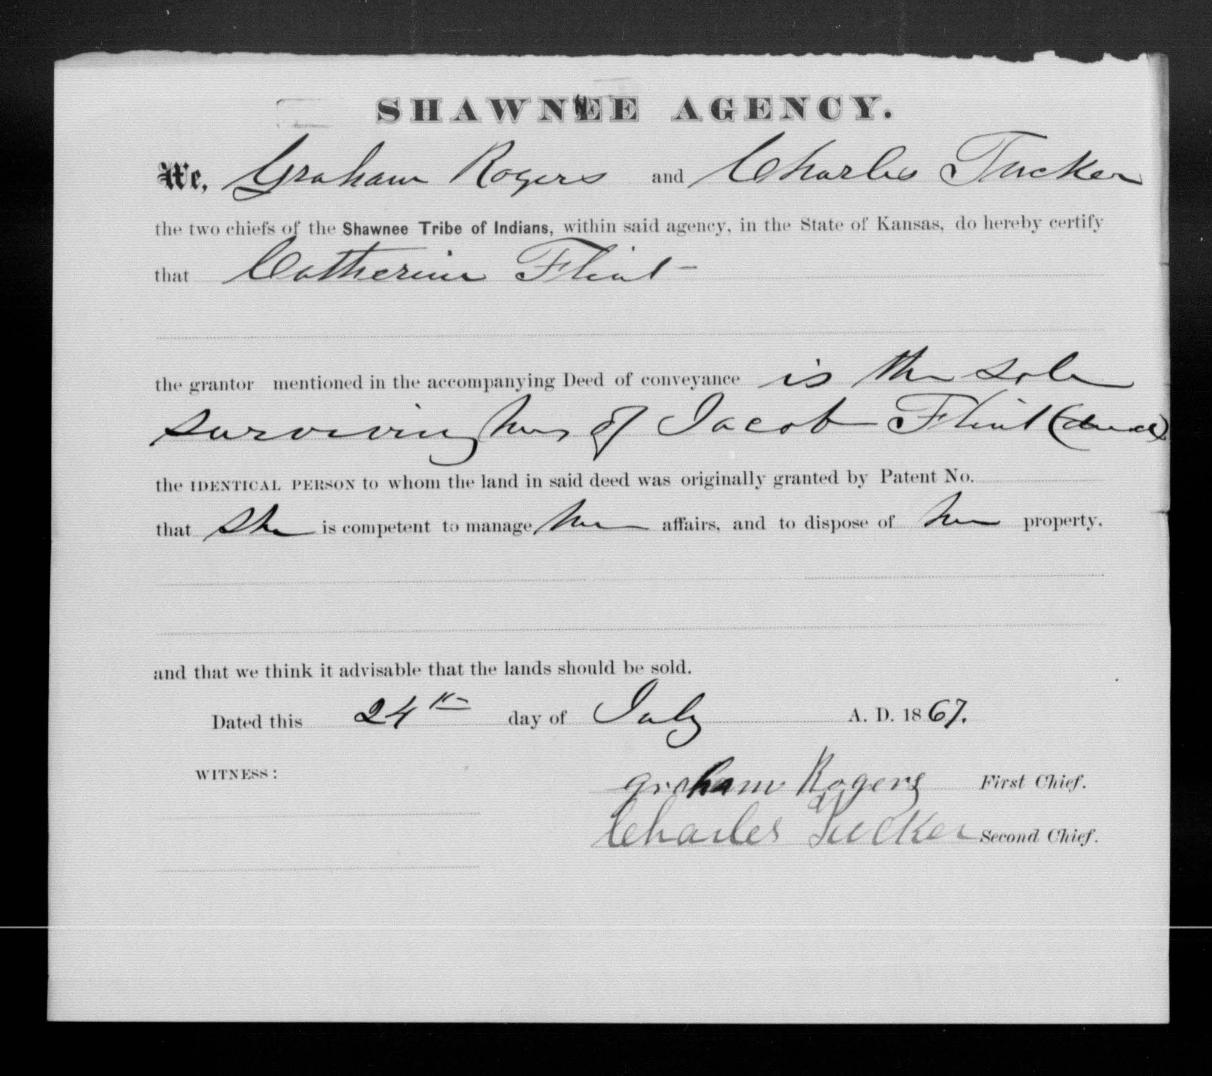 SHAWNEE AGENCY.
We, Graham Rogers and Charles Tucker
the two chiefs of the Shawnee Tribe of Indians, within said agency, in the State of Kansas, do hereby certify
that Catherine Flint
the grantor mentioned in the accompanying Deed of conveyance is the sole
surviving heir of Jacob Flint (decd)
the IDENTICAL PERSON to whom the land in said deed was originally granted by Patent No.
that She is competent to manage her affairs, and to dispose of her property,
and that we think it advisable that the lands should be sold.
Dated this 24th day of July A. D. 1867.
WITNESS:
graham Rogers First Chief.
Charles Tucker Second Chief.